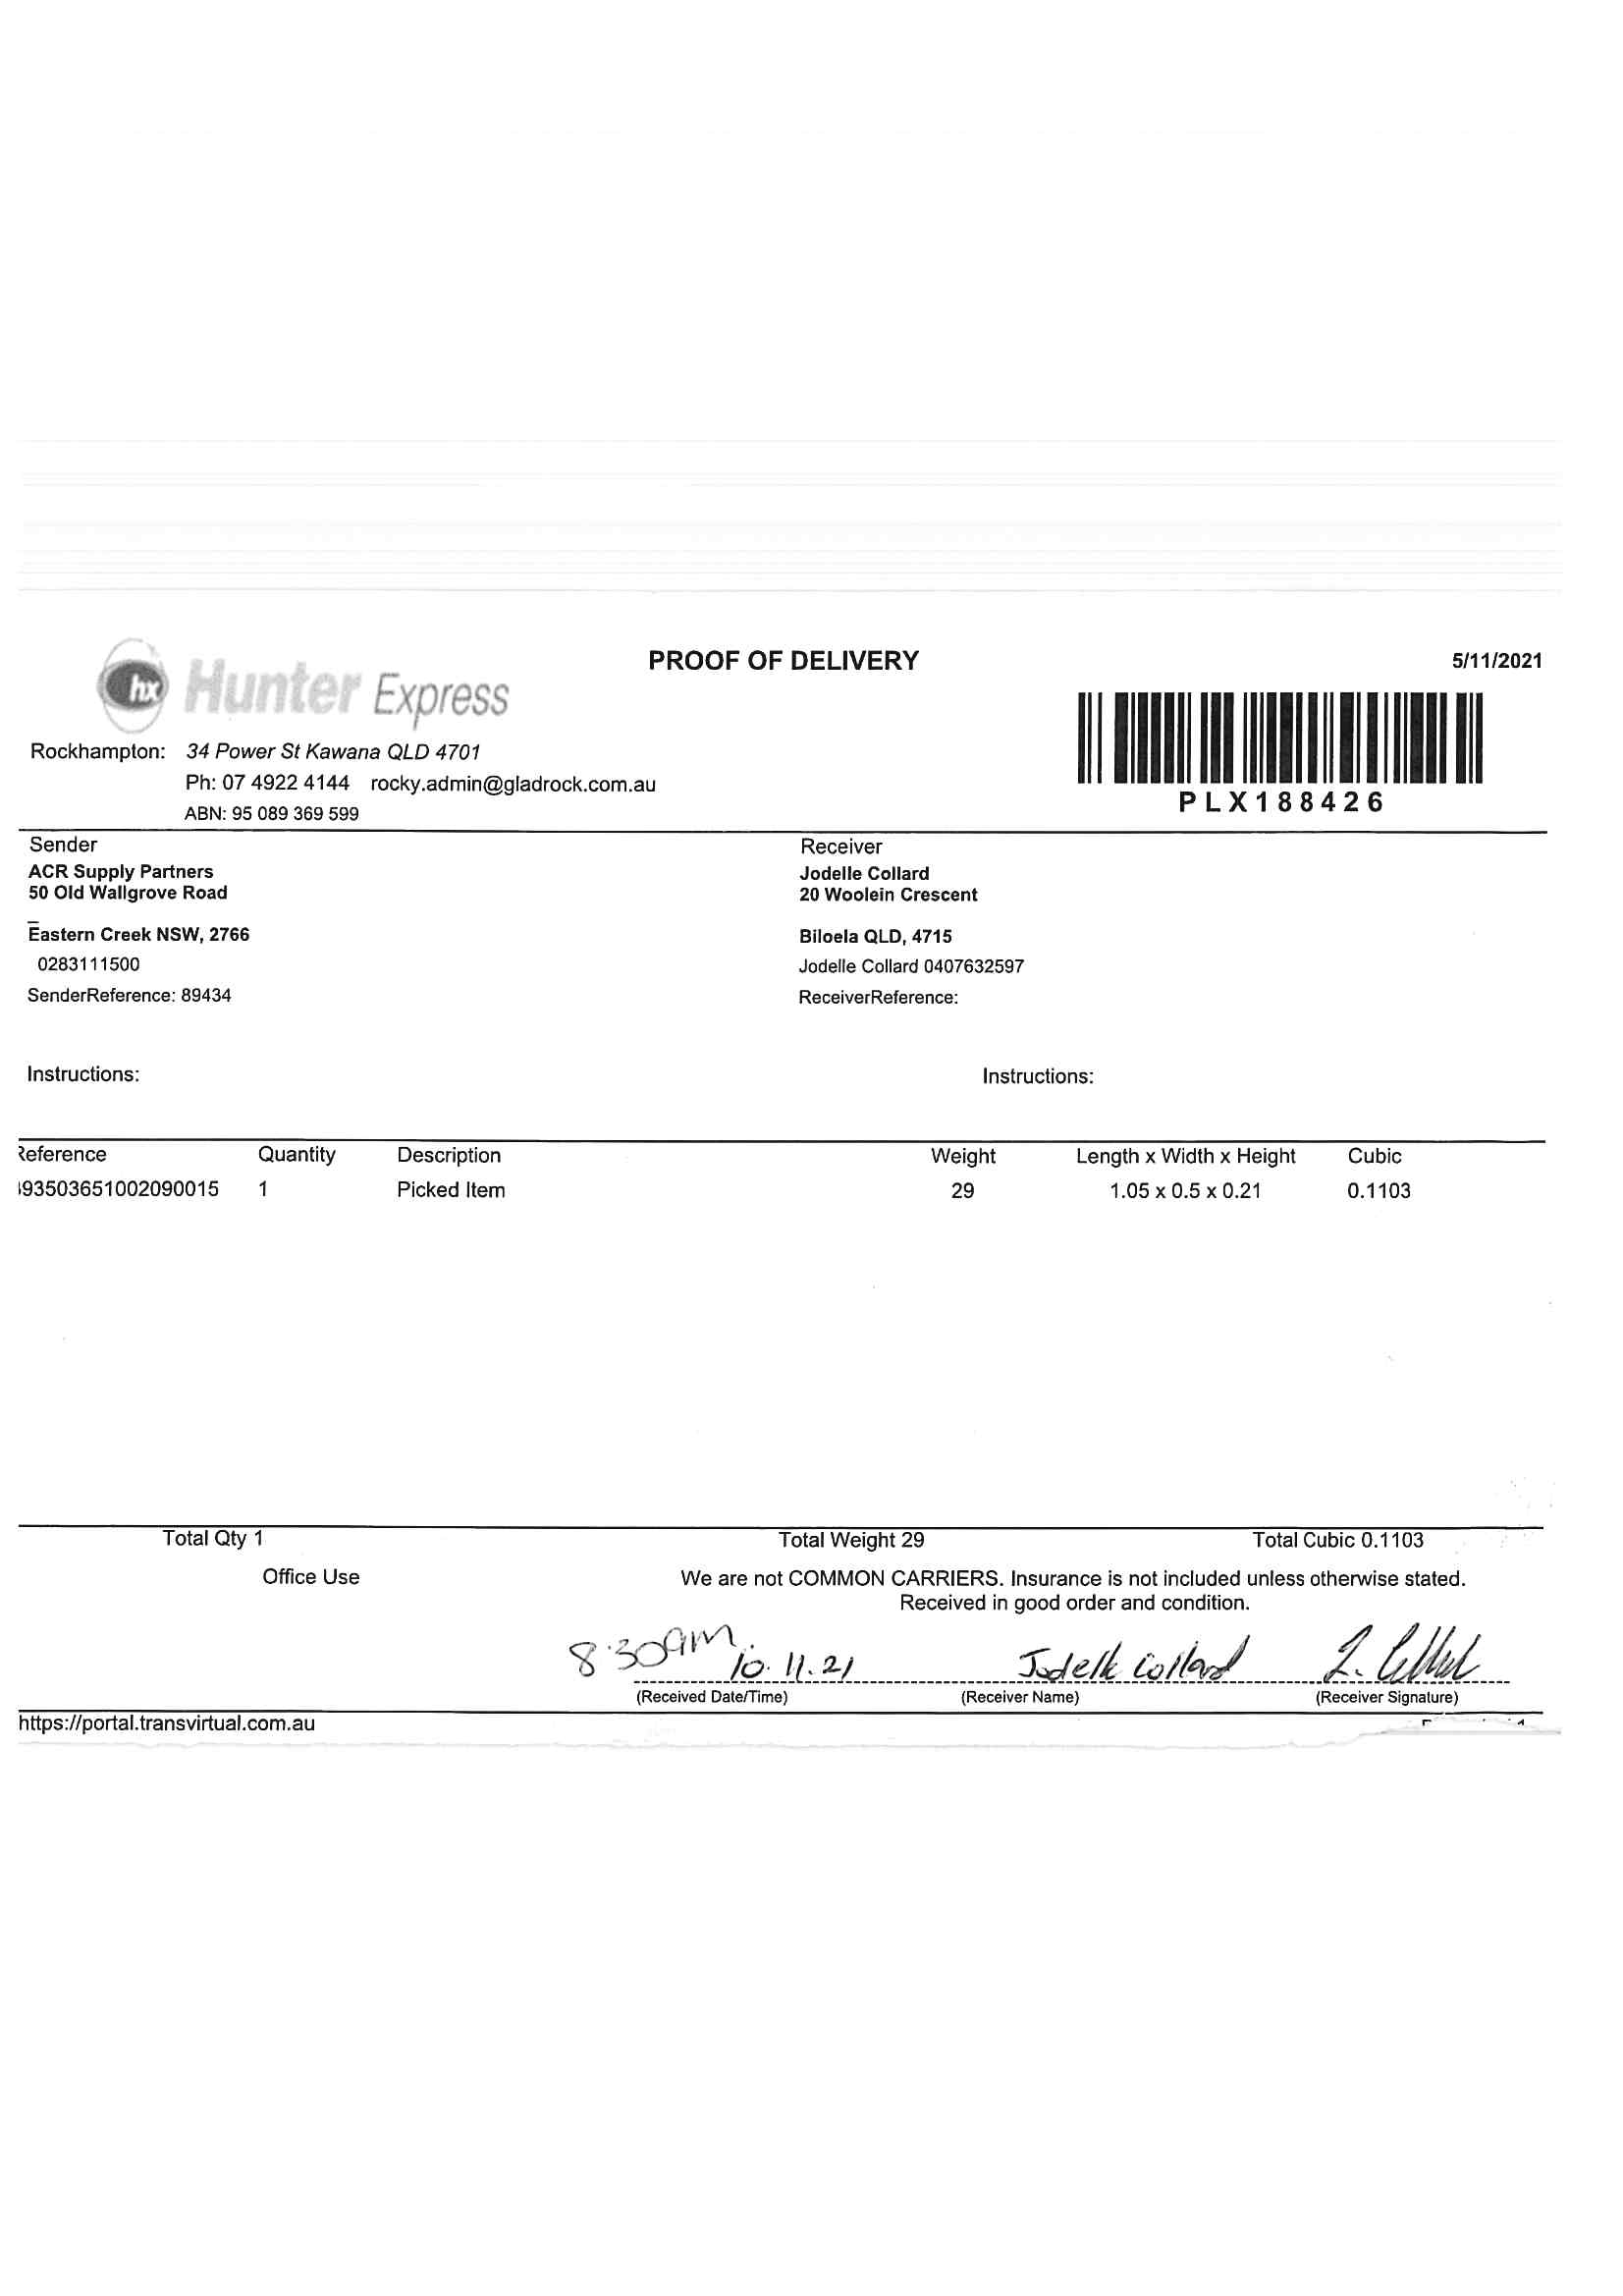 PROOF OF DELIVERY
5/11/2021
hx Hunter Express
PLX188426
Rockhampton: 34 Power St Kawana QLD 4701
Ph: 07 4922 4144 rocky.admin@gladrock.com.au
ABN: 95 089 369 599
Sender
ACR Supply Partners
50 Old Wallgrove Road
Eastern Creek NSW, 2766
0283111500
SenderReference: 89434
Receiver
Jodelle Collard
20 Woolein Crescent
Biloela QLD, 4715
Jodelle Collard 0407632597
ReceiverReference:
Instructions:
Instructions:
Reference Quantity Description Weight Length x Width x Height Cubic
93503651002090015 1 Picked Item 29 1.05 x 0.5 x 0.21 0.1103
Total Qty 1 Total Weight 29 Total Cubic 0.1103
Office Use
We are not COMMON CARRIERS. Insurance is not included unless otherwise stated.
Received in good order and condition.
8.30am 10.11.21 Jodelle Collard
(Received Date/Time) (Receiver Name) (Receiver Signature)
https://portal.transvirtual.com.au